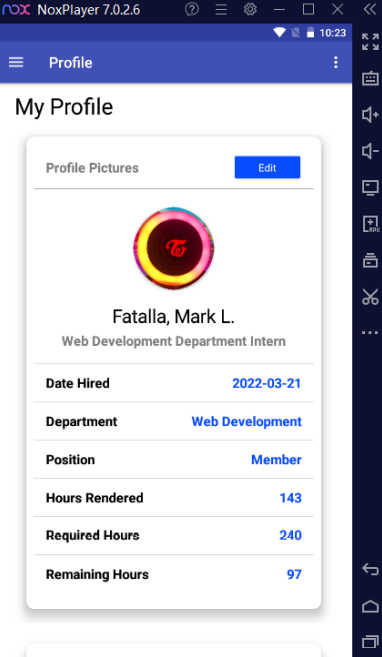 nox NoxPlayer 7.0.2.6
10:23
Profile
My Profile
Profile Pictures
Edit
Fatalla, Mark L.
Web Development Department Intern
Date Hired 2022-03-21
Department Web Development
Position Member
Hours Rendered 143
Required Hours 240
Remaining Hours 97